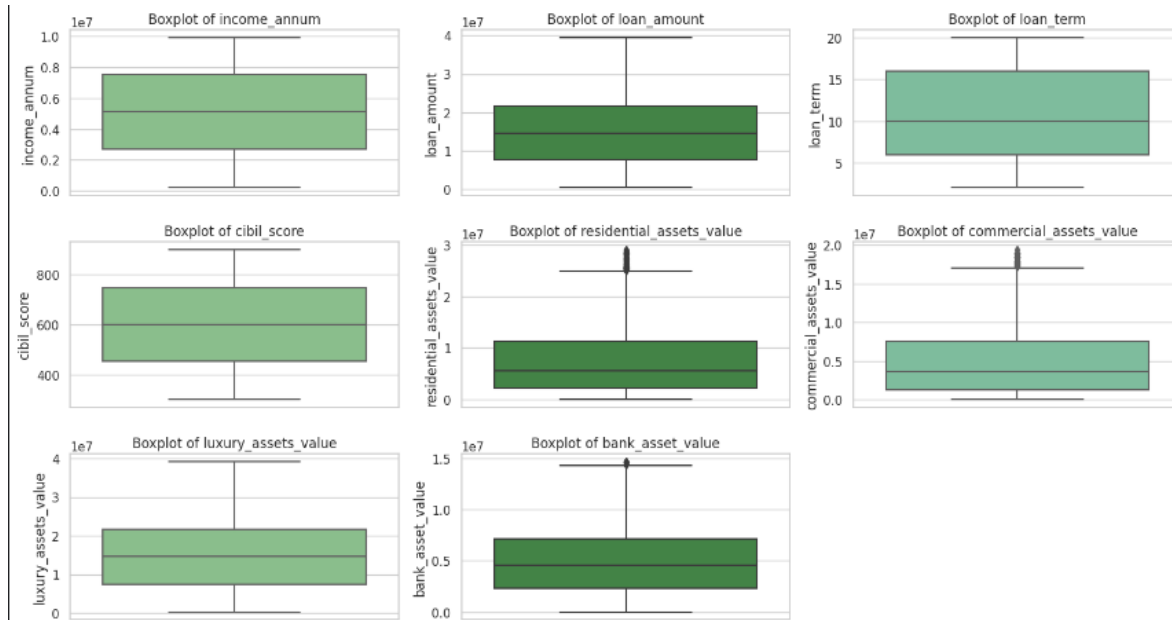 Boxplot of income_annum
1e7
1.0
0.8
0.6
0.4
0.2
0.0
income_annum
Boxplot of loan_amount
1e7
4
3
2
1
0
loan_amount
Boxplot of loan_term
20
15
10
5
loan_term
Boxplot of cibil_score
800
600
400
cibil_score
Boxplot of residential_assets_value
1e7
3
2
1
0
residential_assets_value
Boxplot of commercial_assets_value
1e7
2.0
1.5
1.0
0.5
0.0
commercial_assets_value
Boxplot of luxury_assets_value
1e7
4
3
2
1
0
luxury_assets_value
Boxplot of bank_asset_value
1e7
1.5
1.0
0.5
0.0
bank_asset_value